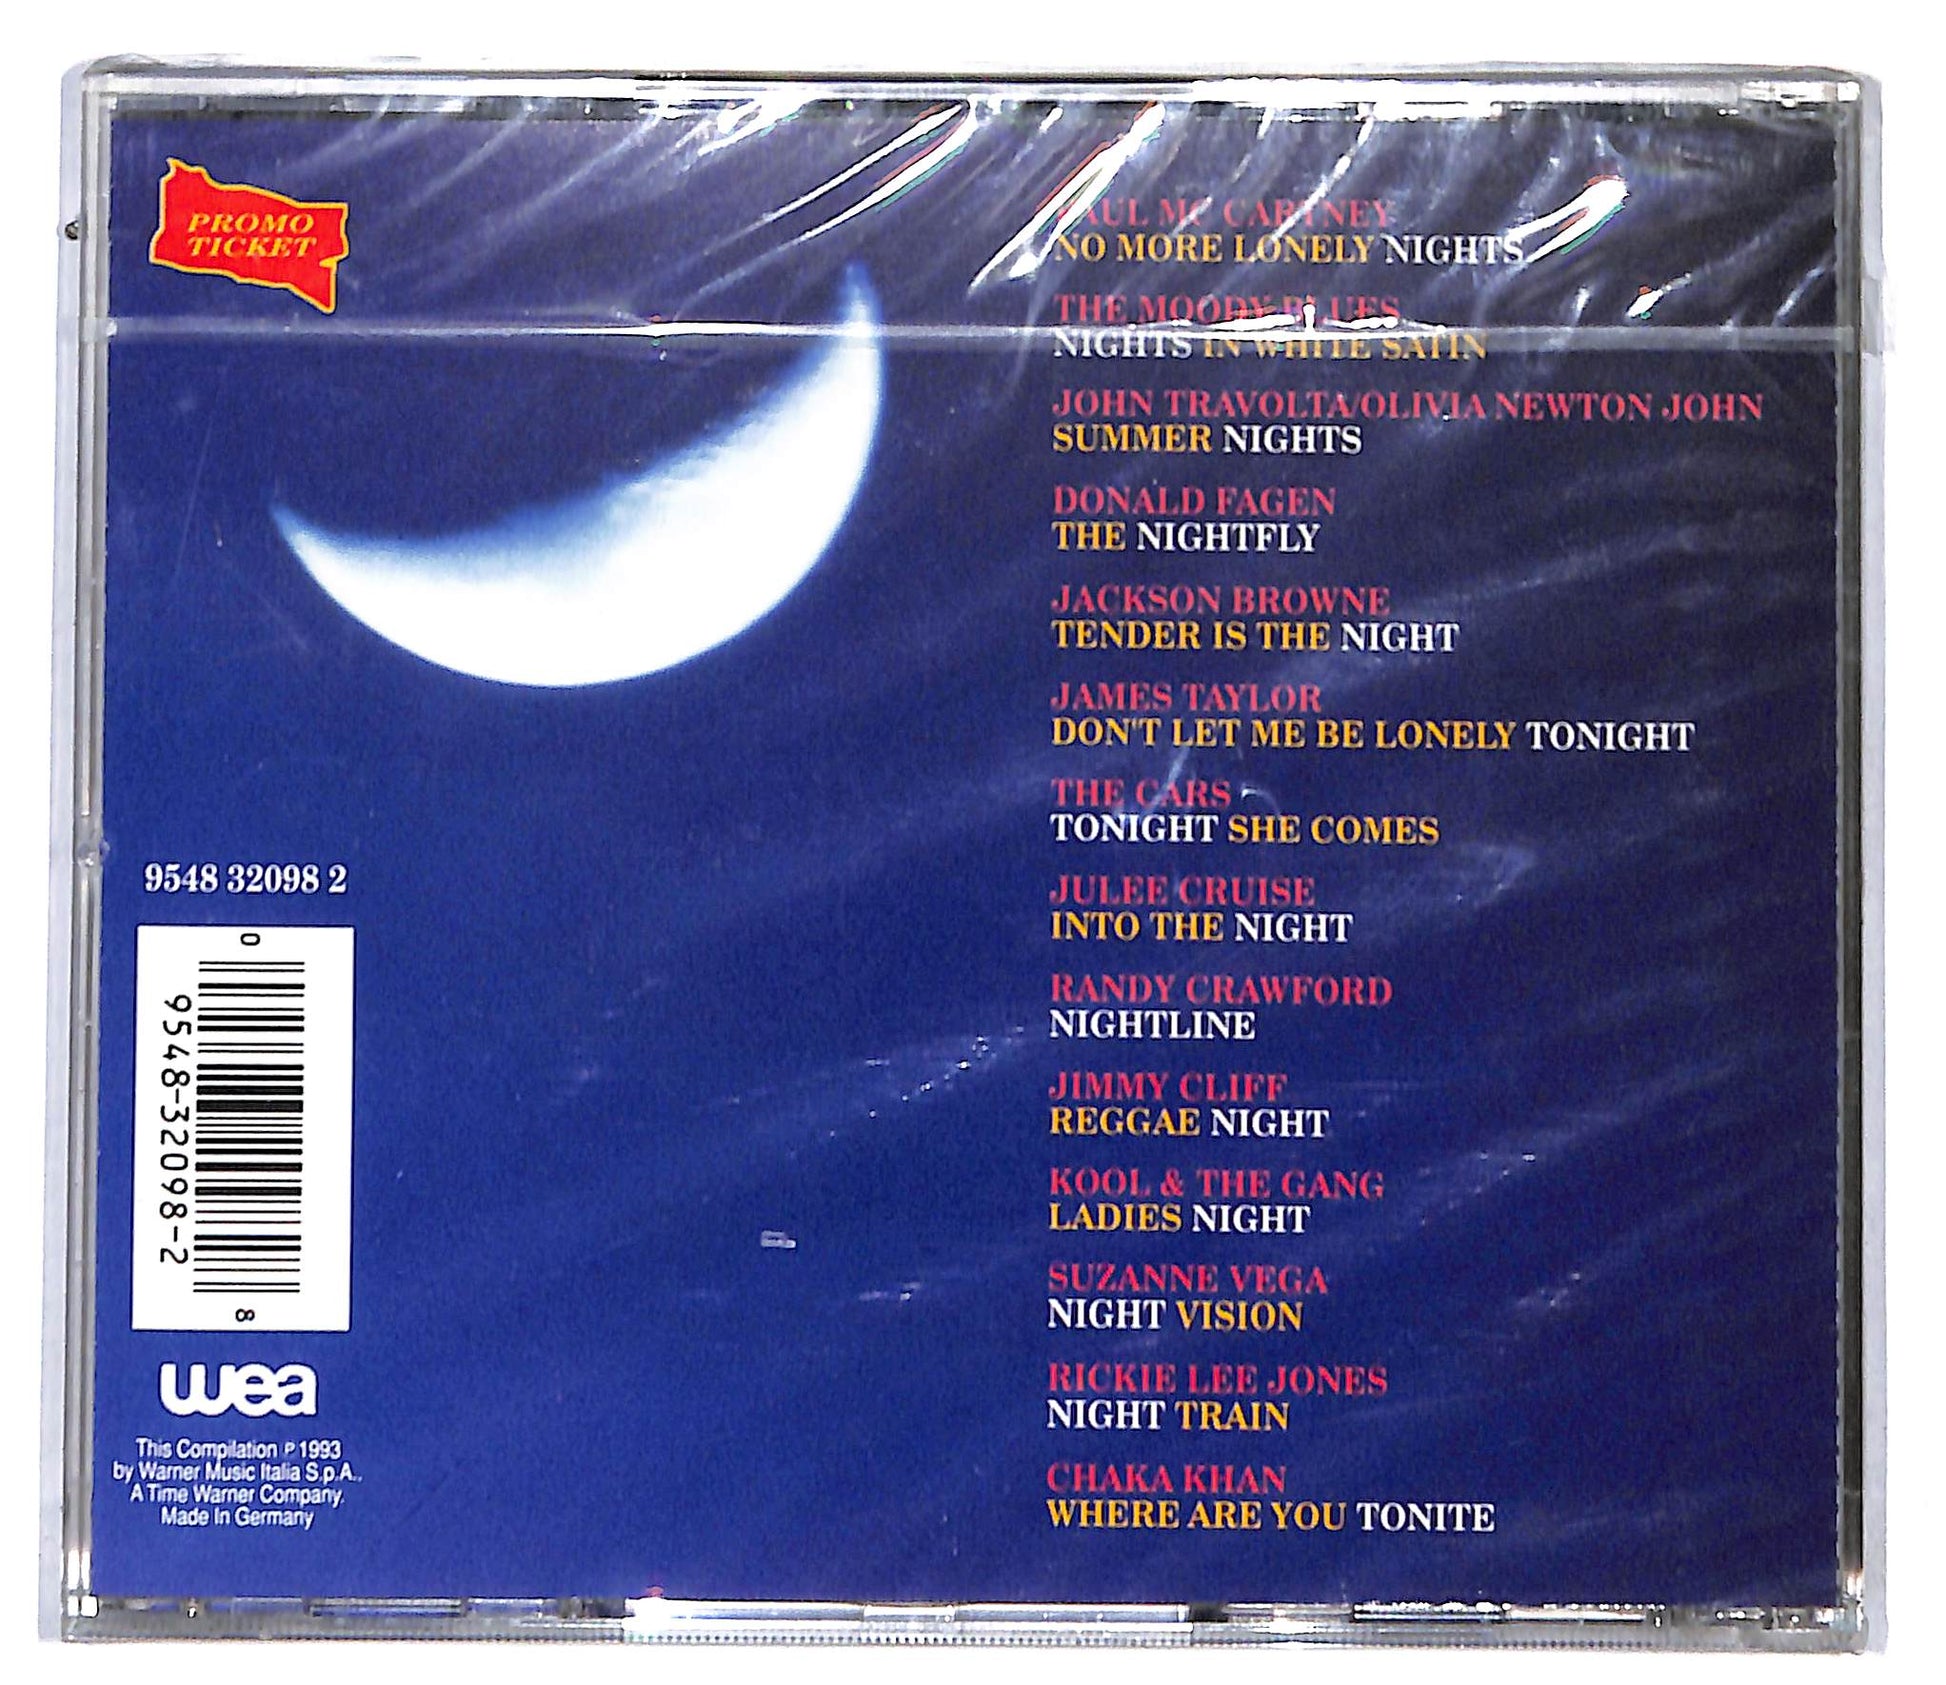 PROMO
TICKET
PAUL MC CARTNEY
NO MORE LONELY NIGHTS
THE MOODY BLUES
NIGHTS IN WHITE SATIN
JOHN TRAVOLTA/OLIVIA NEWTON JOHN
SUMMER NIGHTS
DONALD FAGEN
THE NIGHTFLY
JACKSON BROWNE
TENDER IS THE NIGHT
JAMES TAYLOR
DON'T LET ME BE LONELY TONIGHT
THE CARS
TONIGHT SHE COMES
JULEE CRUISE
INTO THE NIGHT
RANDY CRAWFORD
NIGHTLINE
JIMMY CLIFF
REGGAE NIGHT
KOOL & THE GANG
LADIES NIGHT
SUZANNE VEGA
NIGHT VISION
RICKIE LEE JONES
NIGHT TRAIN
CHAKA KHAN
WHERE ARE YOU TONITE
9548 32098 2
0
9548-32098-2
8
wea
This Compilation ℗ 1993
by Warner Music Italia S.p.A.,
A Time Warner Company.
Made In Germany